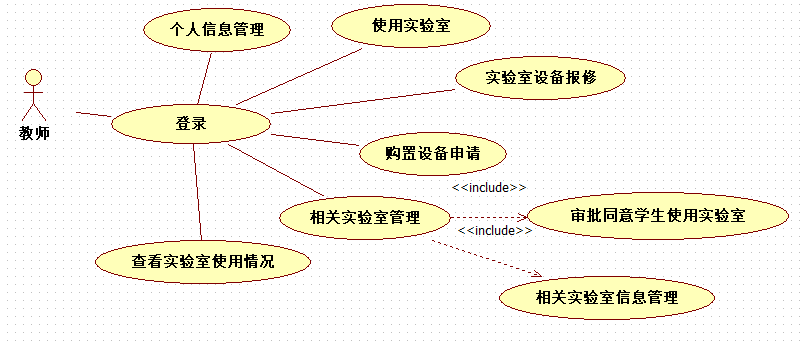 个人信息管理
使用实验室
实验室设备报修
教师
登录
购置设备申请
<<include>>
相关实验室管理
审批同意学生使用实验室
<<include>>
查看实验室使用情况
相关实验室信息管理